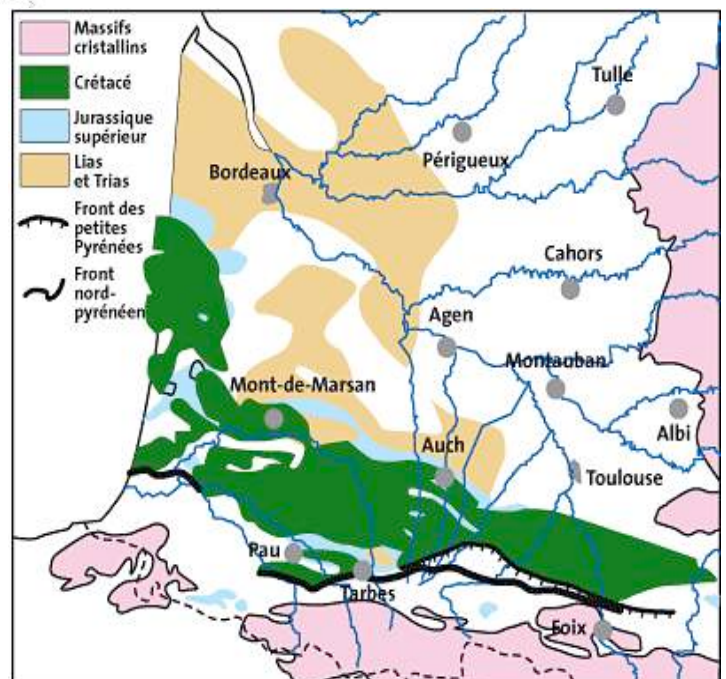 Massifs
cristallins
Crétacé
Jurassique
supérieur
Lias
et Trias
Front des
petites
Pyrénées
Front
nord-
pyrénéen
Tulle
Périgueux
Bordeaux
Cahors
Agen
Montauban
Mont-de-Marsan
Albi
Auch
Toulouse
Pau
Tarbes
Foix